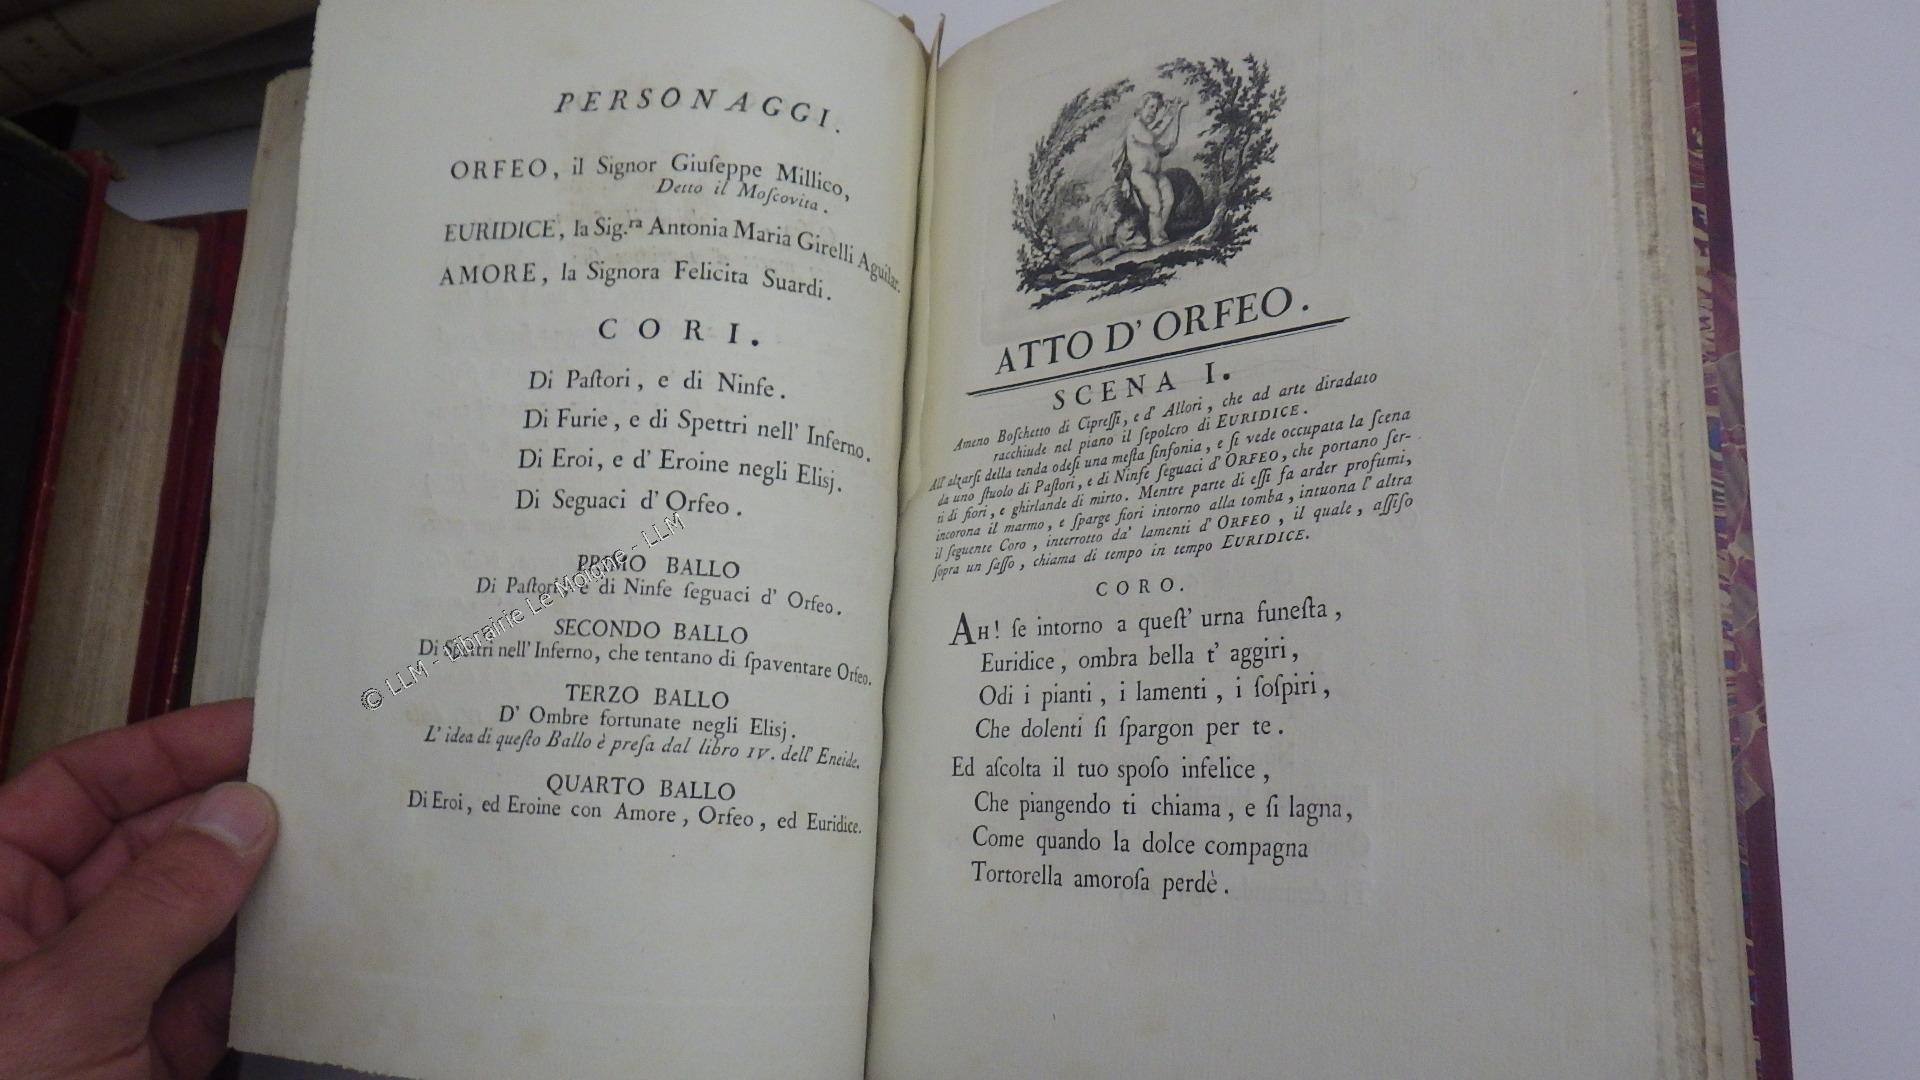 PERSONAGGI.
ORFEO, il Signor Giuſeppe Millico,
Detto il Moſcovita.
EURIDICE, la Sig.ra Antonia Maria Girelli Aguilar.
AMORE, la Signora Felicita Suardi.
CORI.
Di Paſtori, e di Ninfe.
Di Furie, e di Spettri nell' Inferno.
Di Eroi, e d' Eroine negli Elisj.
Di Seguaci d' Orfeo.
PRIMO BALLO
Di Paſtori, e di Ninfe ſeguaci d' Orfeo.
SECONDO BALLO
Di Spettri nell' Inferno, che tentano di ſpaventare Orfeo.
TERZO BALLO
D' Ombre fortunate negli Elisj.
L' idea di queſto Ballo è preſa dal libro IV. dell' Eneide.
QUARTO BALLO
Di Eroi, ed Eroine con Amore, Orfeo, ed Euridice.
© LLM - Librairie Le Moigne - LLM
ATTO D' ORFEO.
SCENA I.
Ameno Boſchetto di Cipreſſi, e d' Allori, che ad arte diradato
racchiude nel piano il ſepolcro di EURIDICE.
All' alzarſi della tenda odeſi una meſta ſinfonia, e ſi vede occupata la ſcena
da uno ſtuolo di Paſtori, e di Ninfe ſeguaci d' ORFEO, che portano ſer-
ti di fiori, e ghirlande di mirto. Mentre parte di eſſi fa arder profumi,
incorona il marmo, e ſparge fiori intorno alla tomba, intuona l' altra
il ſeguente Coro, interrotto da' lamenti d' ORFEO, il quale, aſſiſo
ſopra un ſaſſo, chiama di tempo in tempo EURIDICE.
CORO.
AH! ſe intorno a queſt' urna funeſta,
Euridice, ombra bella t' aggiri,
Odi i pianti, i lamenti, i ſoſpiri,
Che dolenti ſi ſpargon per te.
Ed aſcolta il tuo spoſo infelice,
Che piangendo ti chiama, e ſi lagna,
Come quando la dolce compagna
Tortorella amoroſa perdè.